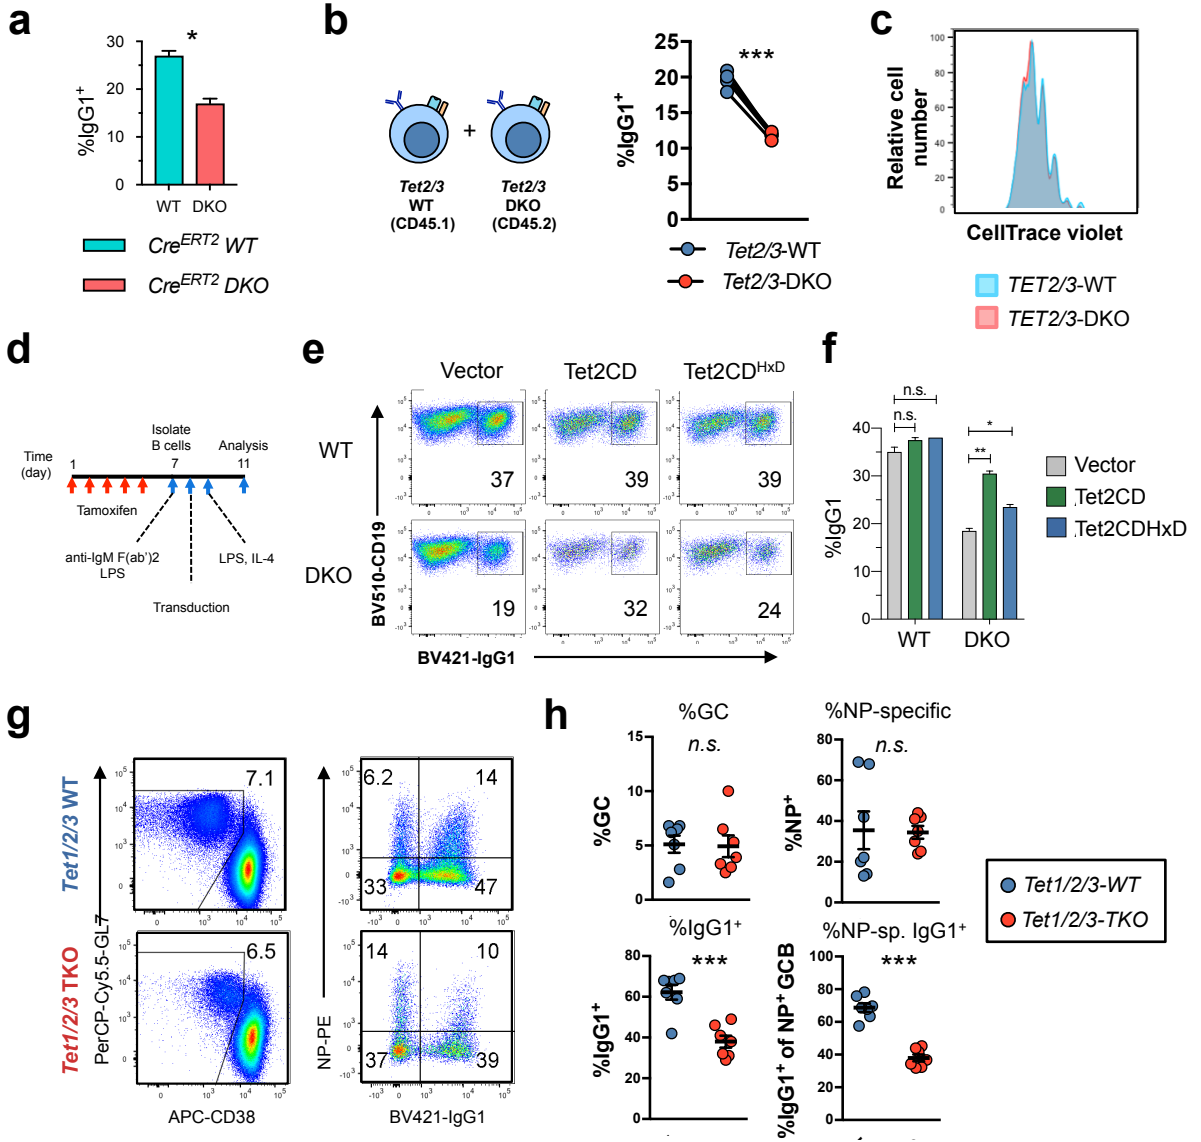 a
30
20
10
0
%IgG1+
*
WT DKO
CreERT2 WT
CreERT2 DKO
b
+
Tet2/3
WT
(CD45.1)
Tet2/3
DKO
(CD45.2)
25
20
15
10
5
0
%IgG1+
***
Tet2/3-WT
Tet2/3-DKO
c
Relative cell
number
100
80
60
40
20
0
CellTrace violet
TET2/3-WT
TET2/3-DKO
d
Time
(day)
1
Isolate
B cells
7
Analysis
11
Tamoxifen
anti-IgM F(ab')2
LPS
LPS, IL-4
Transduction
e
Vector Tet2CD Tet2CDHxD
WT
37 39 39
DKO
19 32 24
BV510-CD19
BV421-IgG1
f
n.s.
n.s.
*
**
40
30
20
10
0
%IgG1
WT DKO
Vector
Tet2CD
Tet2CDHxD
g
Tet1/2/3 WT
Tet1/2/3 TKO
PerCP-Cy5.5-GL7
7.1
6.5
APC-CD38
NP-PE
6.2 14
33 47
14 10
37 39
BV421-IgG1
h
%GC
n.s.
15
10
5
0
%GC
%NP-specific
n.s.
80
60
40
20
0
%NP+
%IgG1+
***
80
60
40
20
0
%IgG1+
%NP-sp. IgG1+
***
100
80
60
40
20
0
%IgG1+ of NP+ GCB
Tet1/2/3-WT
Tet1/2/3-TKO